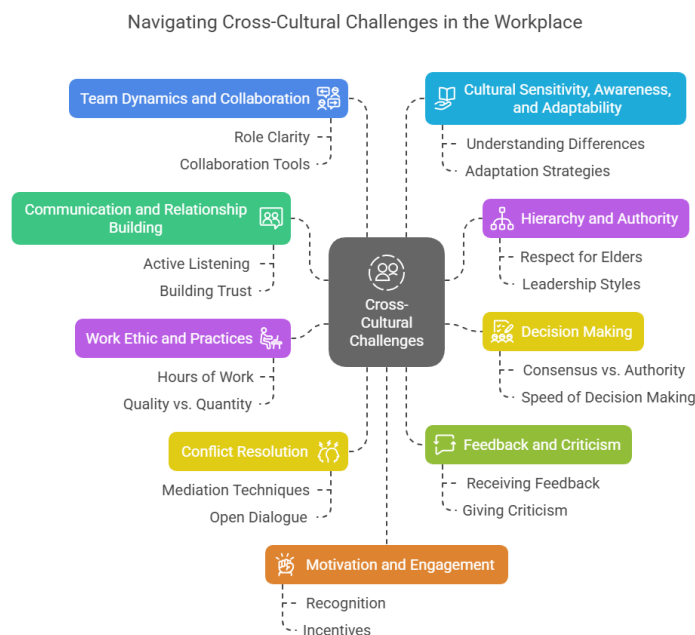 Navigating Cross-Cultural Challenges in the Workplace
Team Dynamics and Collaboration
Role Clarity
Collaboration Tools
Communication and Relationship
Building
Active Listening
Building Trust
Work Ethic and Practices
Hours of Work
Quality vs. Quantity
Conflict Resolution
Mediation Techniques
Open Dialogue
Cross-
Cultural
Challenges
Cultural Sensitivity, Awareness,
and Adaptability
Understanding Differences
Adaptation Strategies
Hierarchy and Authority
Respect for Elders
Leadership Styles
Decision Making
Consensus vs. Authority
Speed of Decision Making
Feedback and Criticism
Receiving Feedback
Giving Criticism
Motivation and Engagement
Recognition
Incentives